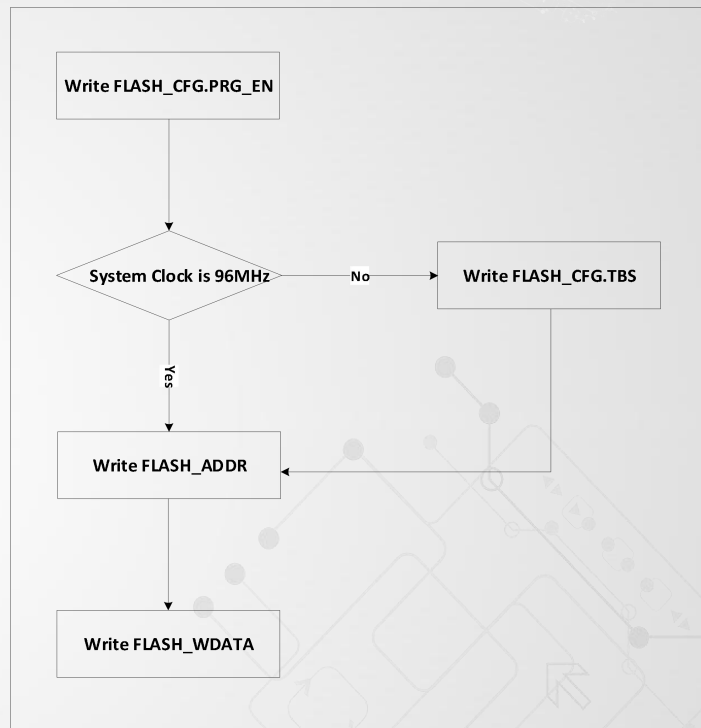 Write FLASH_CFG.PRG_EN
System Clock is 96MHz
No
Write FLASH_CFG.TBS
Yes
Write FLASH_ADDR
Write FLASH_WDATA